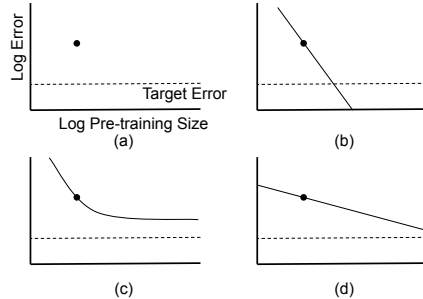 Log Error
Target Error
Log Pre-training Size
(a)
(b)
(c)
(d)